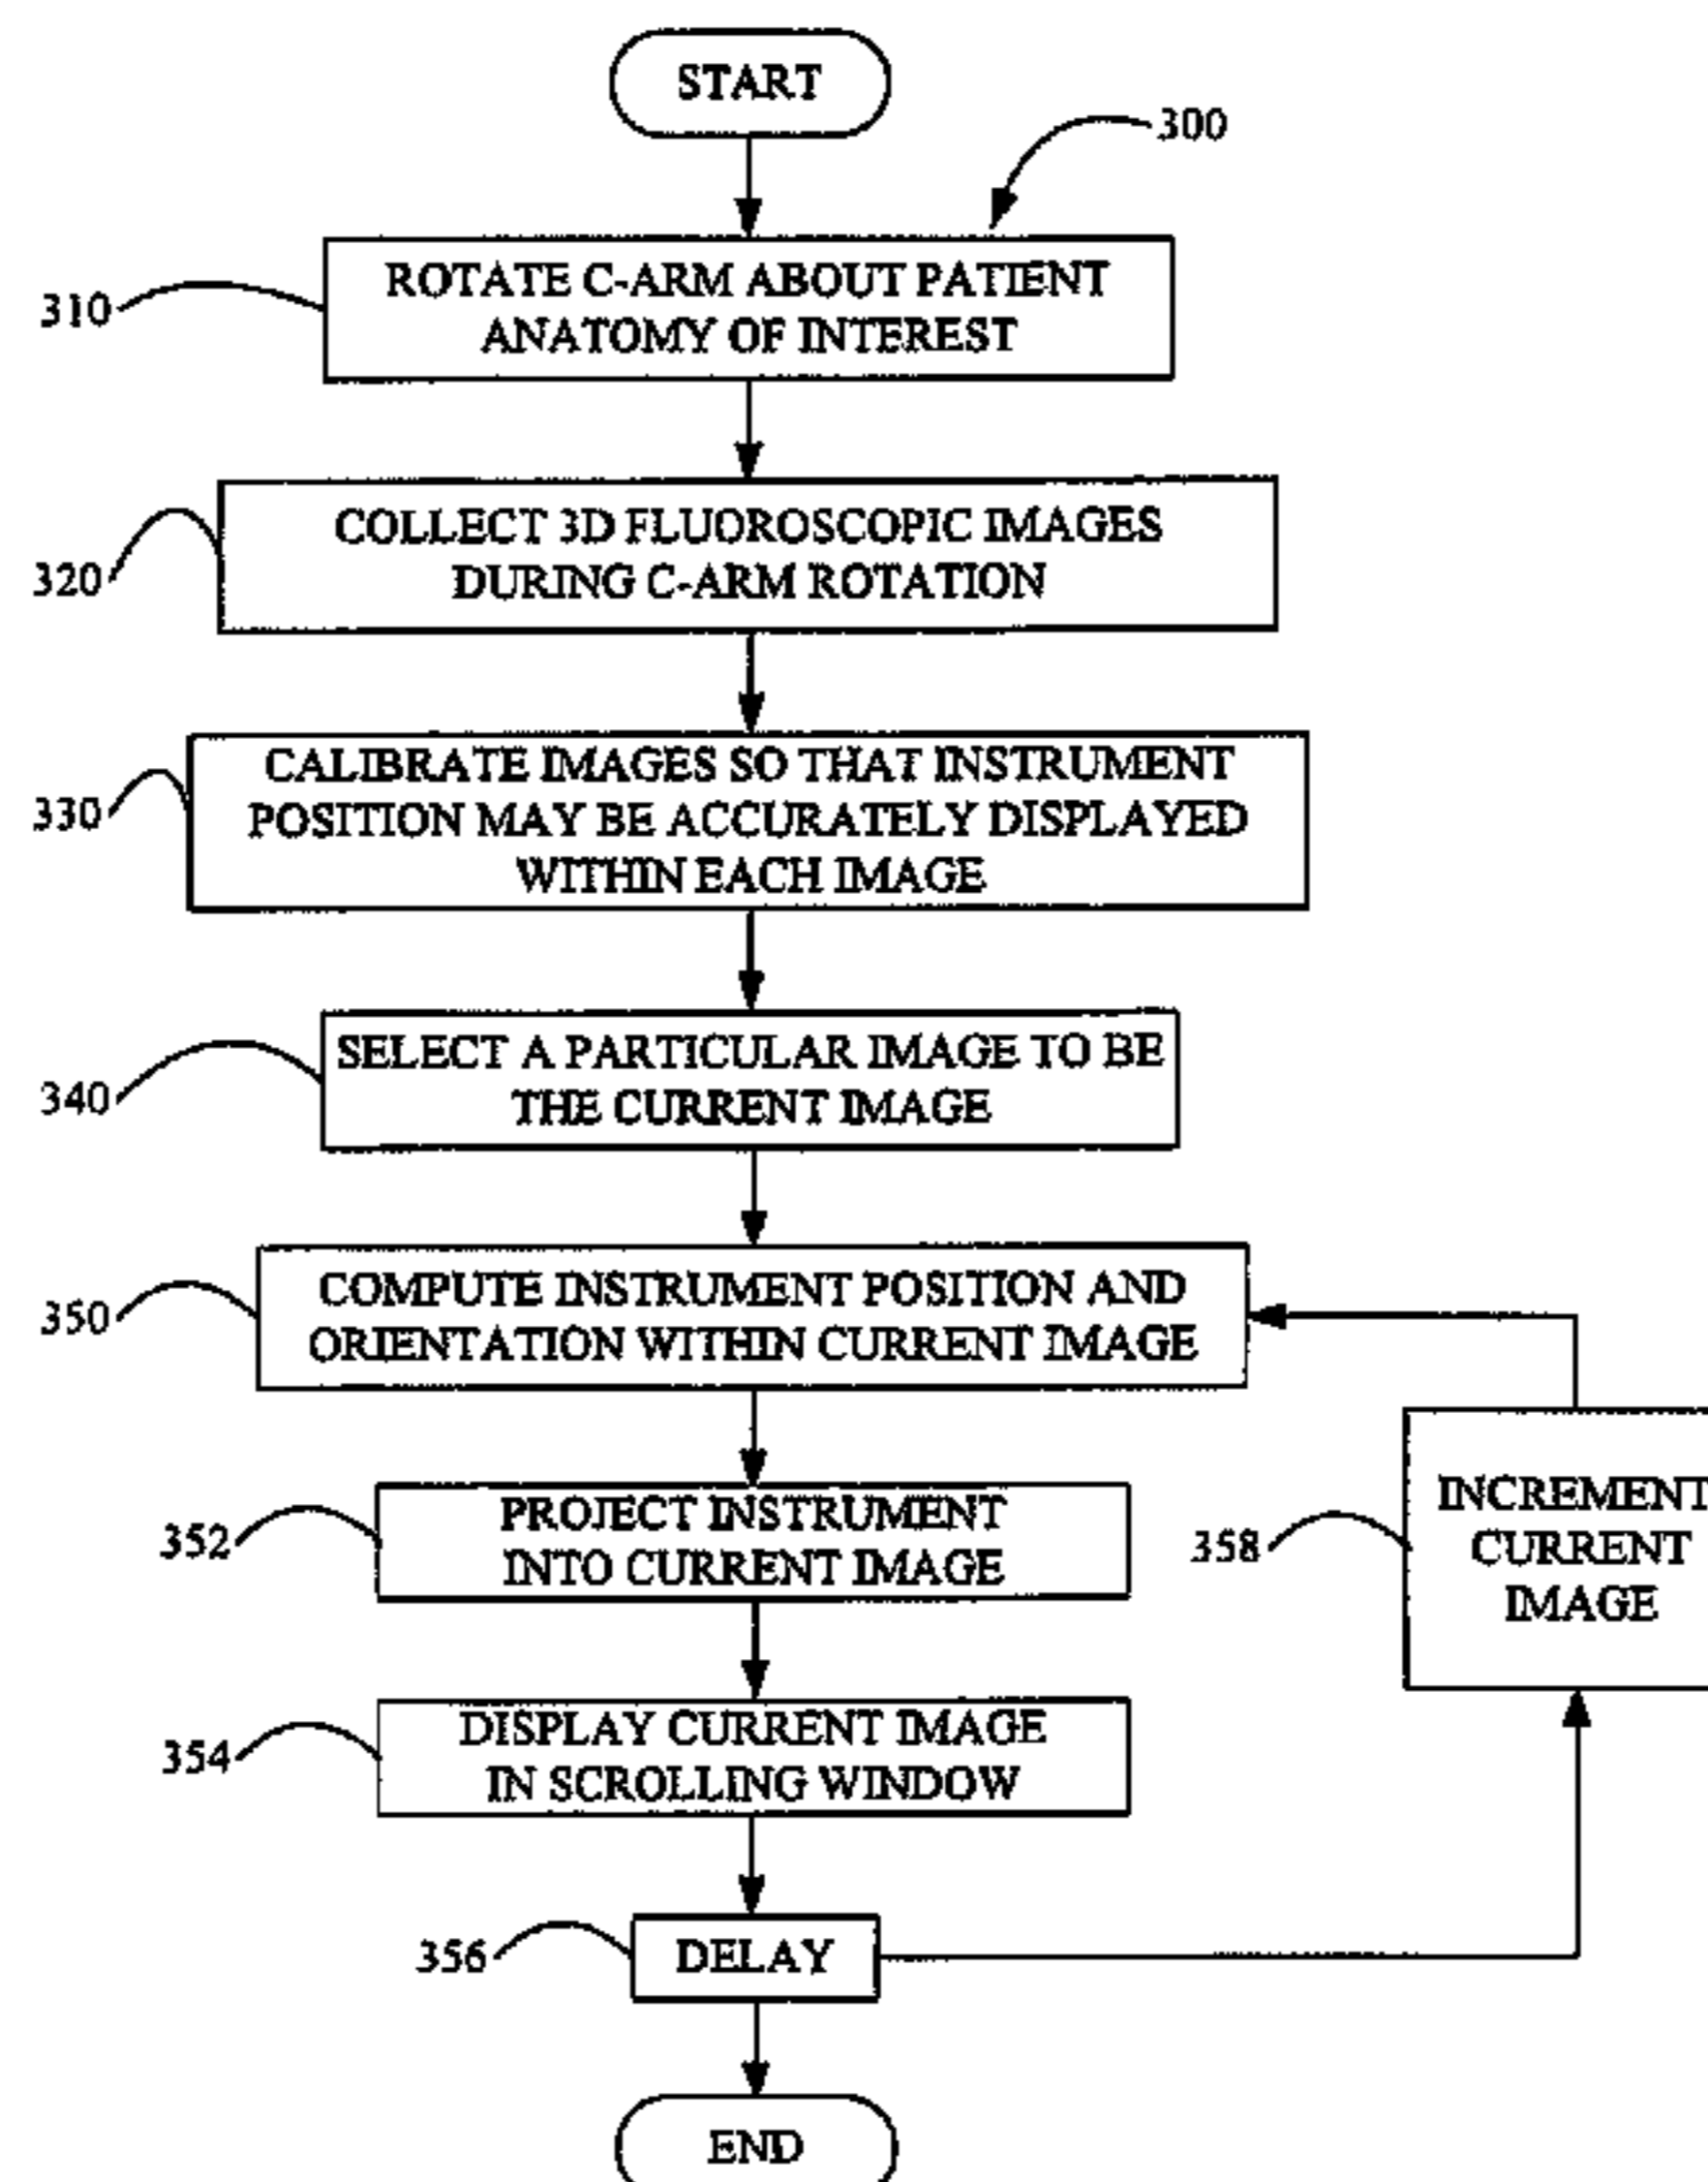 START
300
310
ROTATE C-ARM ABOUT PATIENT
ANATOMY OF INTEREST
320
COLLECT 3D FLUOROSCOPIC IMAGES
DURING C-ARM ROTATION
330
CALIBRATE IMAGES SO THAT INSTRUMENT
POSITION MAY BE ACCURATELY DISPLAYED
WITHIN EACH IMAGE
340
SELECT A PARTICULAR IMAGE TO BE
THE CURRENT IMAGE
350
COMPUTE INSTRUMENT POSITION AND
ORIENTATION WITHIN CURRENT IMAGE
352
PROJECT INSTRUMENT
INTO CURRENT IMAGE
358
INCREMENT
CURRENT
IMAGE
354
DISPLAY CURRENT IMAGE
IN SCROLLING WINDOW
356
DELAY
END